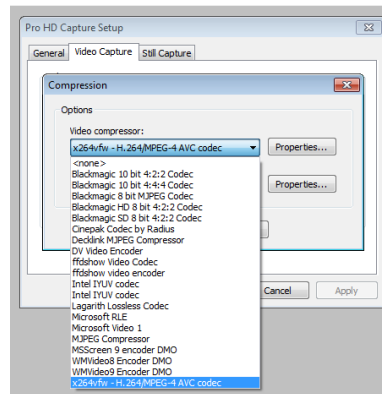 Pro HD Capture Setup
General Video Capture Still Capture
Compression
Options
Video compressor:
x264vfw - H.264/MPEG-4 AVC codec Properties...
<none>
Blackmagic 10 bit 4:2:2 Codec
Blackmagic 10 bit 4:4:4 Codec
Properties...
Blackmagic 8 bit MJPEG Codec
Blackmagic HD 8 bit 4:2:2 Codec
Blackmagic SD 8 bit 4:2:2 Codec
Cinepak Codec by Radius
Decklink MJPEG Compressor
DV Video Encoder
ffdshow Video Codec
ffdshow video encoder
Intel IYUV codec
Intel IYUV codec
Cancel Apply
Lagarith Lossless Codec
Microsoft RLE
Microsoft Video 1
MJPEG Compressor
MSScreen 9 encoder DMO
WMVideo8 Encoder DMO
WMVideo9 Encoder DMO
x264vfw - H.264/MPEG-4 AVC codec